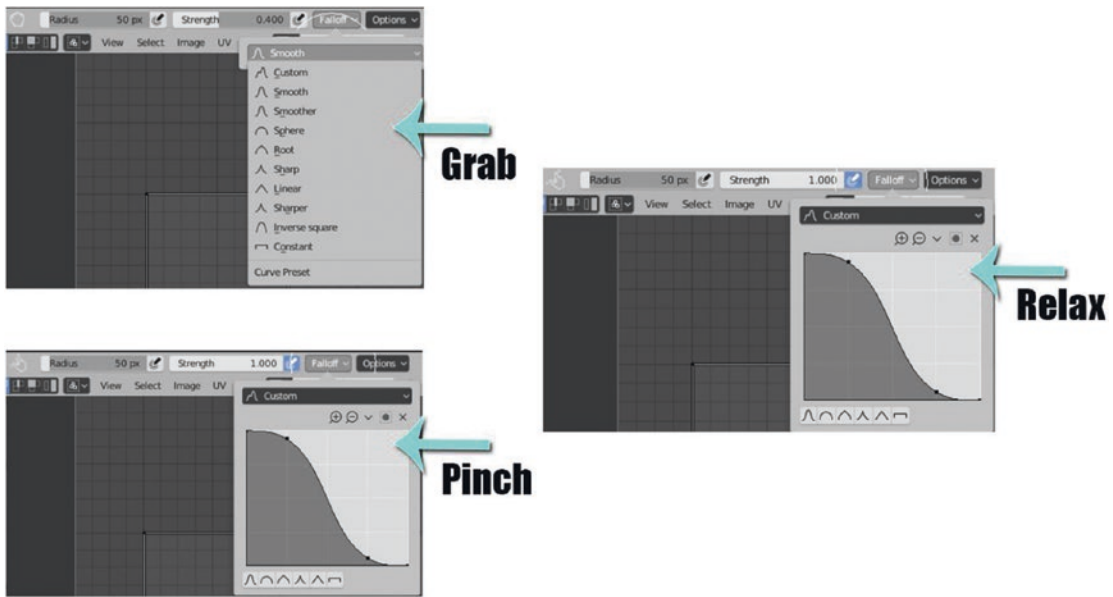 Radius 50 px Strength 0.400 Falloff Options
View Select Image UV
Smooth
Custom
Smooth
Smoother
Sphere
Root
Sharp
Linear
Sharper
Inverse square
Constant
Curve Preset
Grab
Radius 50 px Strength 1.000 Falloff Options
View Select Image UV
Custom
Relax
Radius 50 px Strength 1.000 Falloff Options
View Select Image UV
Custom
Pinch